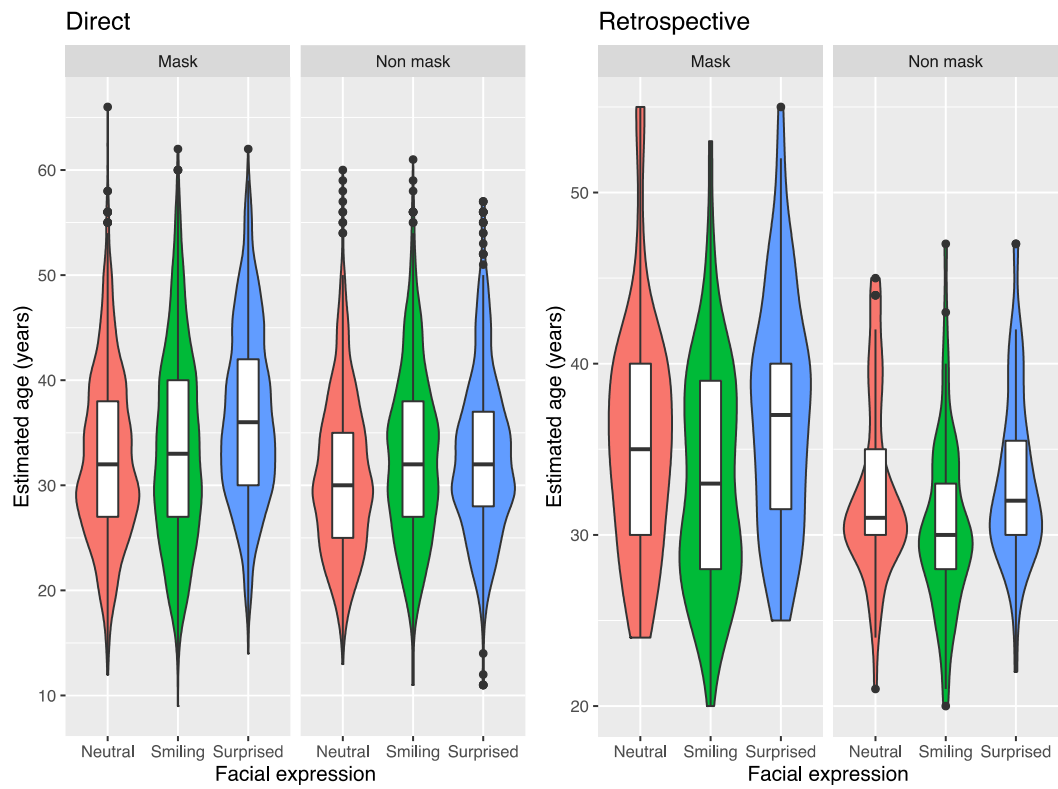 Direct
Mask
Non mask
Estimated age (years)
60
50
40
30
20
10
Neutral
Smiling
Surprised
Neutral
Smiling
Surprised
Facial expression
Retrospective
Mask
Non mask
Estimated age (years)
50
40
30
20
Neutral
Smiling
Surprised
Neutral
Smiling
Surprised
Facial expression